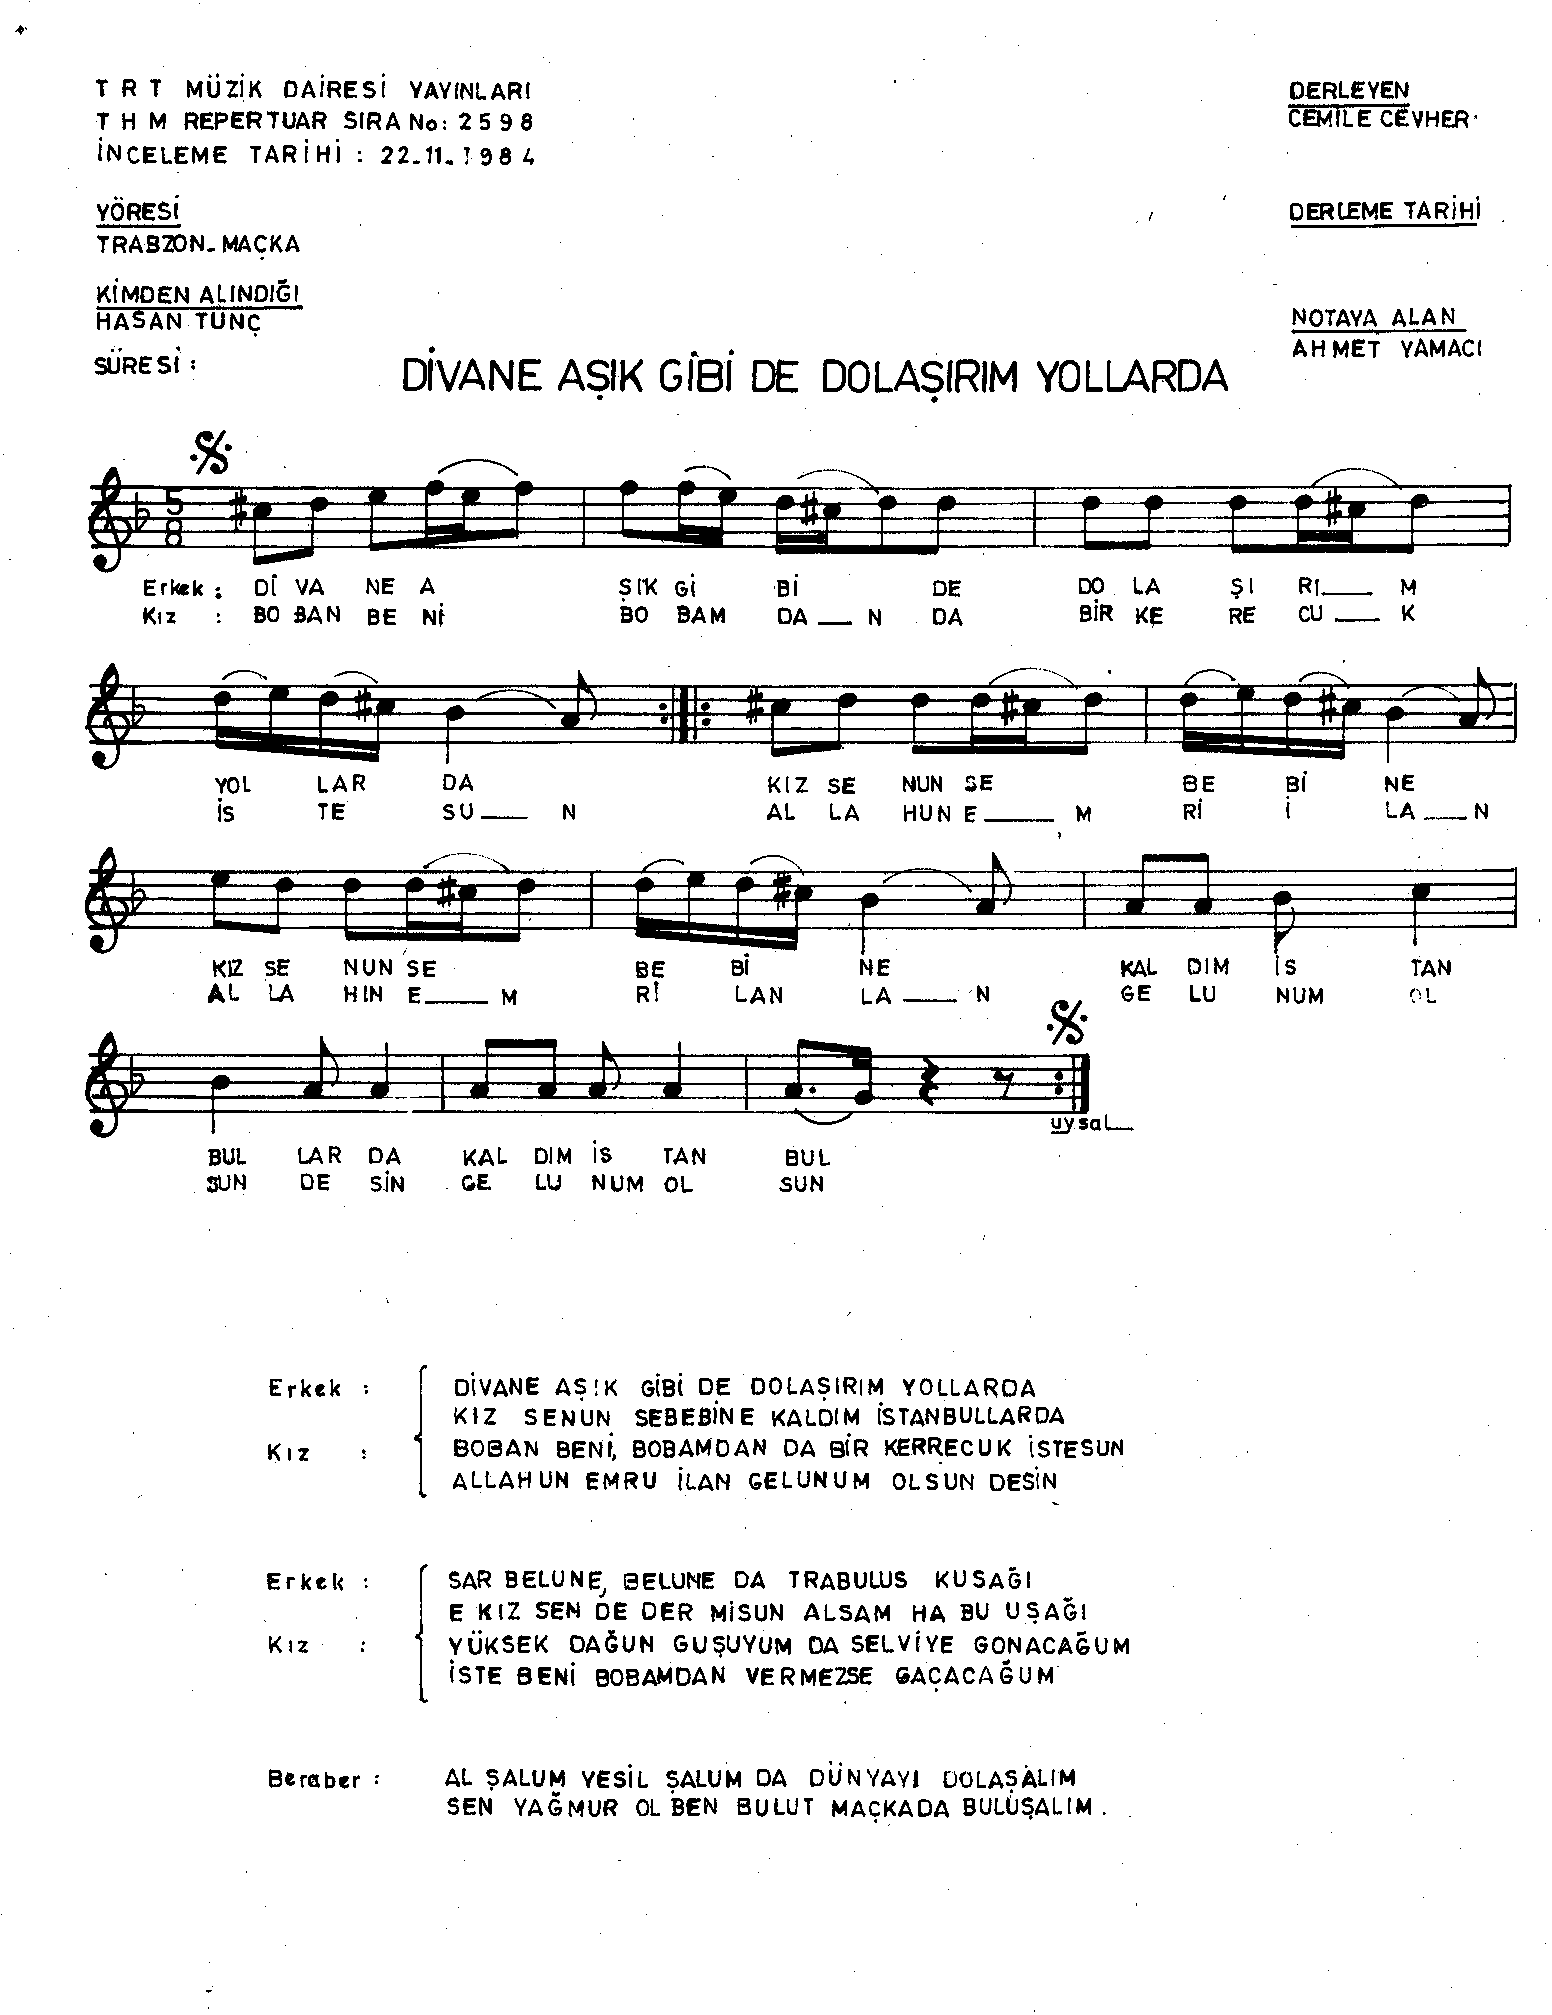 TRT MÜZİK DAİRESİ YAYINLARI
THM REPERTUAR SIRA No: 2598
İNCELEME TARİHİ : 22-11-1984
DERLEYEN
CEMİLE CEVHER
YÖRESİ
TRABZON-MAÇKA
DERLEME TARİHİ
KİMDEN ALINDIĞI
HASAN TUNÇ
NOTAYA ALAN
AHMET YAMACI
SÜRESİ :
DİVANE AŞIK GİBİ DE DOLAŞIRIM YOLLARDA
5
8
Erkek : Dİ VA NE A ŞIK Gİ Bİ DE DO LA ŞI RI___ M
Kız : BO BAN BE Nİ BO BAM DA__ N DA BİR KE RE CU__ K
YOL LAR DA KIZ SE NUN SE BE Bİ NE
İS TE SU__ N AL LA HUN E___ M Rİ İ LA__ N
KIZ SE NUN SE BE Bİ NE KAL DIM İS TAN
AL LA HIN E___ M Rİ LAN LA__ N GE LU NUM OL
BUL LAR DA KAL DIM İS TAN BUL
SUN DE SİN GE LU NUM OL SUN
uysal
Erkek : DİVANE AŞIK GİBİ DE DOLAŞIRIM YOLLARDA
KIZ SENUN SEBEBİNE KALDIM İSTANBULLARDA
Kız : BOBAN BENİ, BOBAMDAN DA BİR KERRECUK İSTESUN
ALLAHUN EMRU İLAN GELUNUM OLSUN DESİN
Erkek : SAR BELUNE, BELUNE DA TRABULUS KUSAĞI
E KIZ SEN DE DER MİSUN ALSAM HA BU UŞAĞI
Kız : YÜKSEK DAĞUN GUŞUYUM DA SELVİYE GONACAĞUM
İSTE BENİ BOBAMDAN VERMEZSE GAÇACAĞUM
Beraber : AL ŞALUM YESİL ŞALUM DA DÜNYAYI DOLAŞALIM
SEN YAĞMUR OL BEN BULUT MAÇKADA BULUŞALIM.